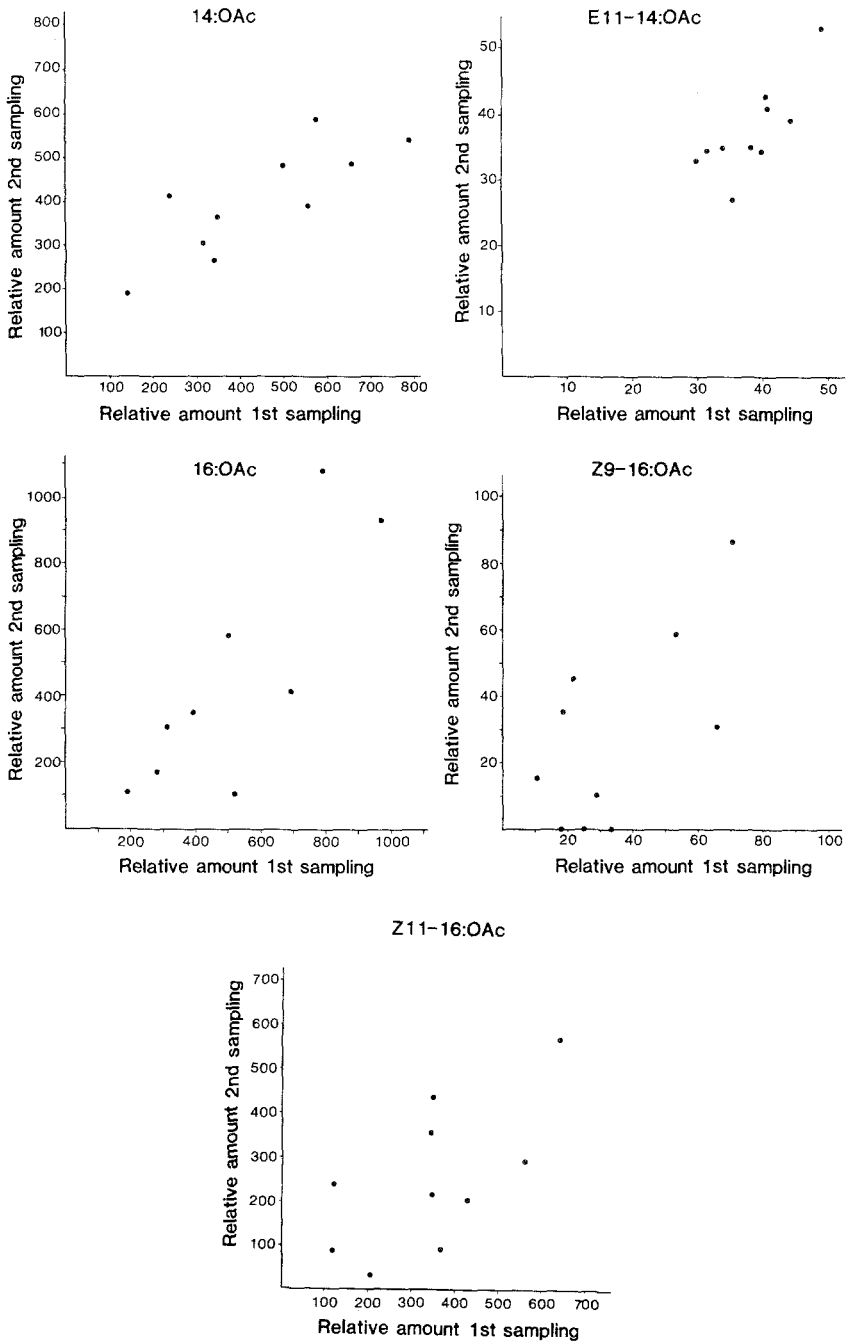 14:OAc
800
700
600
500
400
300
200
100
Relative amount 2nd sampling
100 200 300 400 500 600 700 800
Relative amount 1st sampling
E11-14:OAc
50
40
30
20
10
Relative amount 2nd sampling
10 20 30 40 50
Relative amount 1st sampling
16:OAc
1000
800
600
400
200
Relative amount 2nd sampling
200 400 600 800 1000
Relative amount 1st sampling
Z9-16:OAc
100
80
60
40
20
Relative amount 2nd sampling
20 40 60 80 100
Relative amount 1st sampling
Z11-16:OAc
700
600
500
400
300
200
100
Relative amount 2nd sampling
100 200 300 400 500 600 700
Relative amount 1st sampling